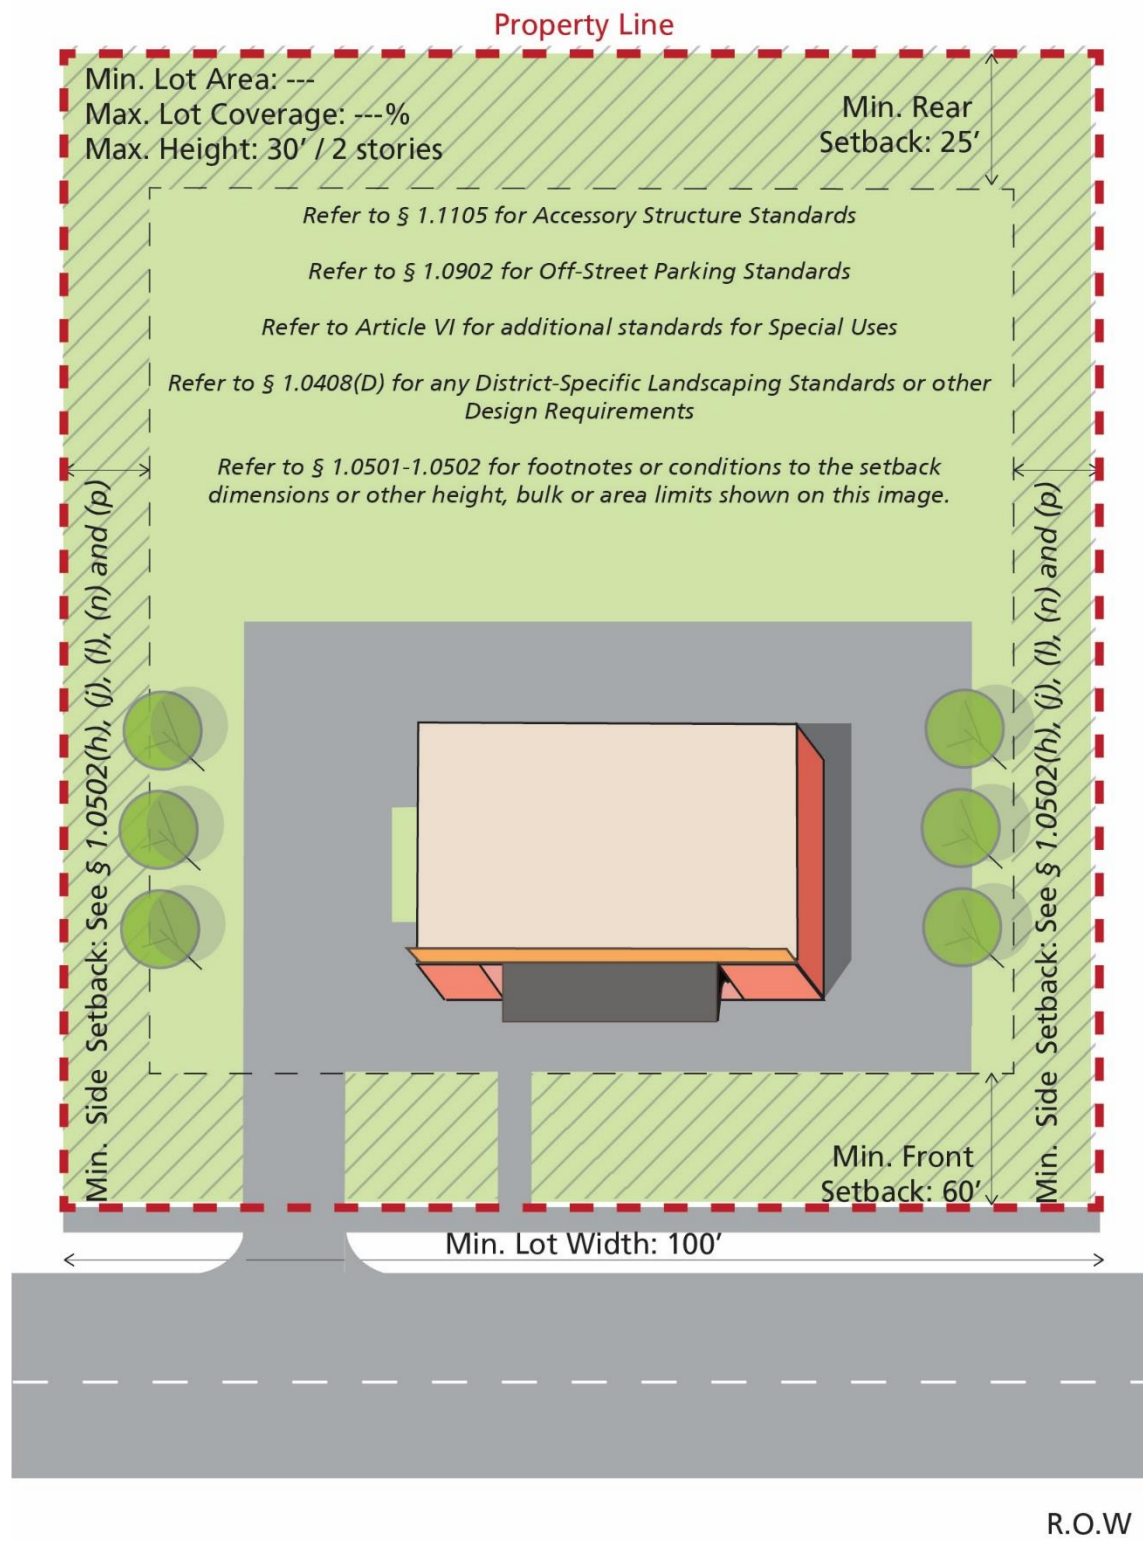 Property Line
Min. Lot Area: ---
Max. Lot Coverage: ---%
Max. Height: 30’ / 2 stories
Min. Rear
Setback: 25’
Refer to § 1.1105 for Accessory Structure Standards
Refer to § 1.0902 for Off-Street Parking Standards
Refer to Article VI for additional standards for Special Uses
Refer to § 1.0408(D) for any District-Specific Landscaping Standards or other
Design Requirements
Refer to § 1.0501-1.0502 for footnotes or conditions to the setback
dimensions or other height, bulk or area limits shown on this image.
Min. Side Setback: See § 1.0502(h), (j), (l), (n) and (p)
Min. Side Setback: See § 1.0502(h), (j), (l), (n) and (p)
Min. Front
Setback: 60’
Min. Lot Width: 100’
R.O.W